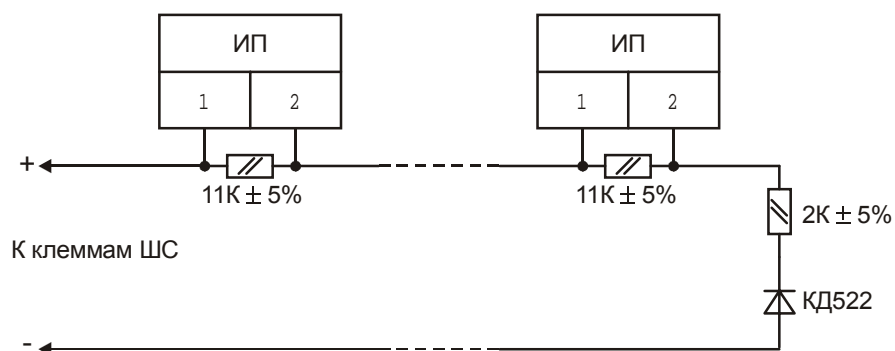 ИП ИП
1 2 1 2
+
11К ± 5% 11К ± 5%
2К ± 5%
К клеммам ШС
КД522
-